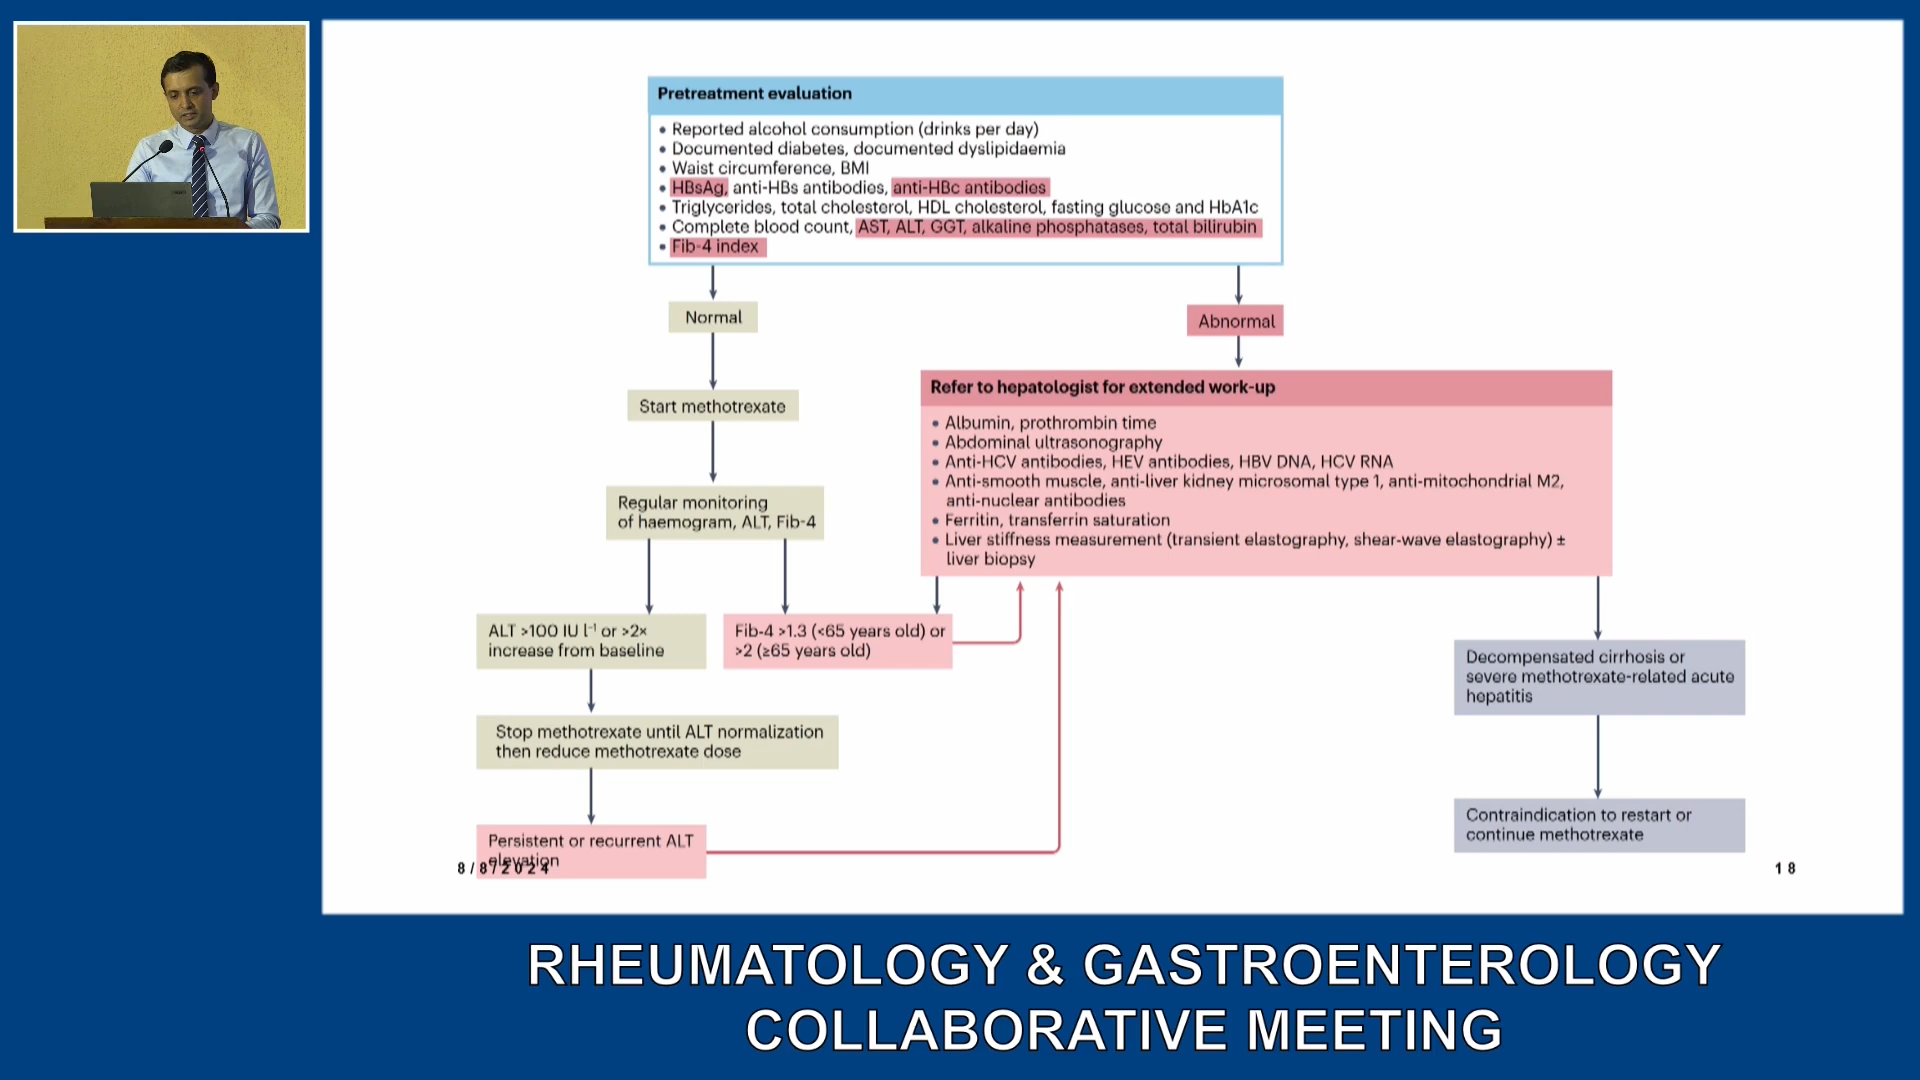 Pretreatment evaluation
• Reported alcohol consumption (drinks per day)
• Documented diabetes, documented dyslipidaemia
• Waist circumference, BMI
• HBsAg, anti-HBs antibodies, anti-HBc antibodies
• Triglycerides, total cholesterol, HDL cholesterol, fasting glucose and HbA1c
• Complete blood count, AST, ALT, GGT, alkaline phosphatases, total bilirubin
• Fib-4 index
Normal
Abnormal
Start methotrexate
Refer to hepatologist for extended work-up
• Albumin, prothrombin time
• Abdominal ultrasonography
• Anti-HCV antibodies, HEV antibodies, HBV DNA, HCV RNA
• Anti-smooth muscle, anti-liver kidney microsomal type 1, anti-mitochondrial M2,
anti-nuclear antibodies
• Ferritin, transferrin saturation
• Liver stiffness measurement (transient elastography, shear-wave elastography) ±
liver biopsy
Regular monitoring
of haemogram, ALT, Fib-4
ALT >100 IU l⁻¹ or >2×
increase from baseline
Fib-4 >1.3 (<65 years old) or
>2 (≥65 years old)
Decompensated cirrhosis or
severe methotrexate-related acute
hepatitis
Stop methotrexate until ALT normalization
then reduce methotrexate dose
Contraindication to restart or
continue methotrexate
Persistent or recurrent ALT
elevation
8/8/2024
18
RHEUMATOLOGY & GASTROENTEROLOGY
COLLABORATIVE MEETING